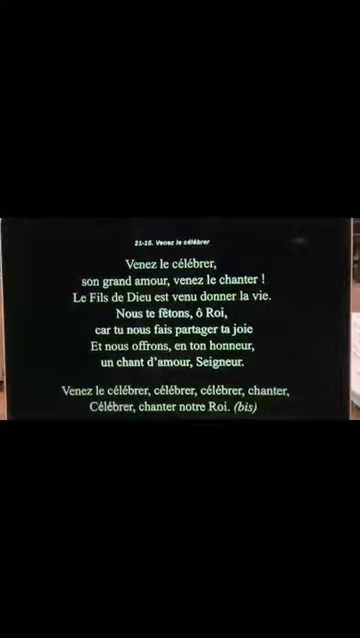 21-15. Venez le célébrer
Venez le célébrer,
son grand amour, venez le chanter !
Le Fils de Dieu est venu donner la vie.
Nous te fêtons, ô Roi,
car tu nous fais partager ta joie
Et nous offrons, en ton honneur,
un chant d'amour, Seigneur.
Venez le célébrer, célébrer, célébrer, chanter,
Célébrer, chanter notre Roi. (bis)